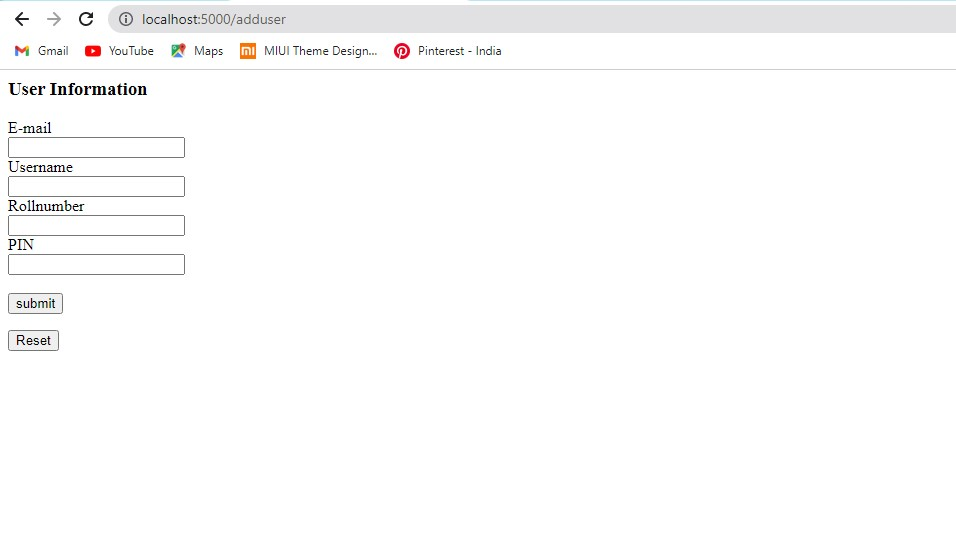 localhost:5000/adduser
Gmail YouTube Maps MIUI Theme Design... Pinterest - India
User Information
E-mail
Username
Rollnumber
PIN
submit
Reset